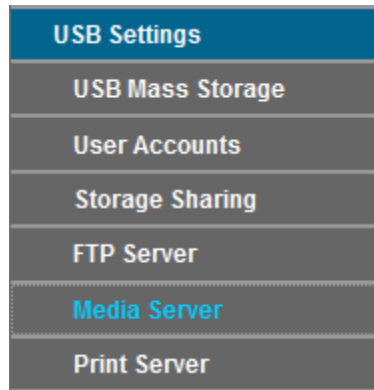 USB Settings
USB Mass Storage
User Accounts
Storage Sharing
FTP Server
Media Server
Print Server